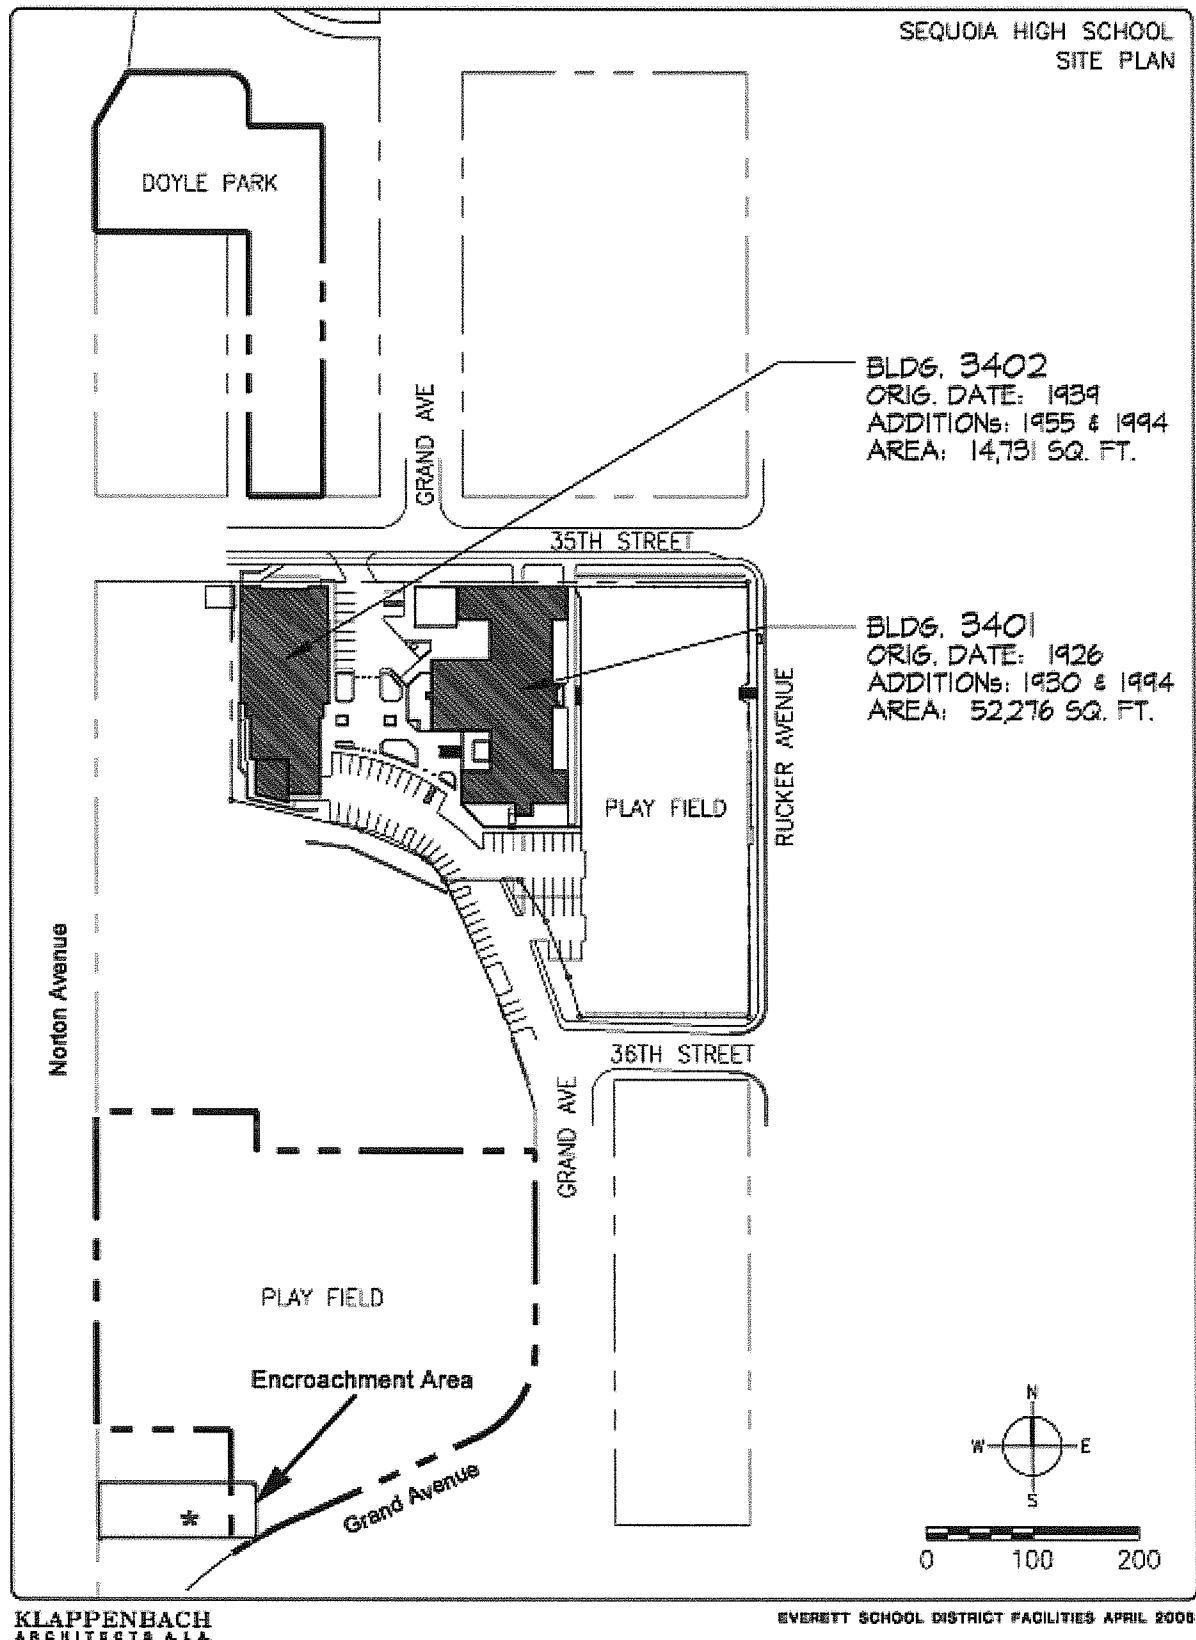 SEQUOIA HIGH SCHOOL
SITE PLAN
DOYLE PARK
BLDG. 3402
ORIG. DATE: 1939
ADDITIONs: 1955 & 1994
AREA: 14,731 SQ. FT.
GRAND AVE
35TH STREET
BLDG. 3401
ORIG. DATE: 1926
ADDITIONs: 1930 & 1994
AREA: 52,276 SQ. FT.
RUCKER AVENUE
PLAY FIELD
Norton Avenue
36TH STREET
GRAND AVE
PLAY FIELD
Encroachment Area
Grand Avenue
*
N
W E
S
0 100 200
KLAPPENBACH
ARCHITECTS A.I.A.
EVERETT SCHOOL DISTRICT FACILITIES APRIL 2008